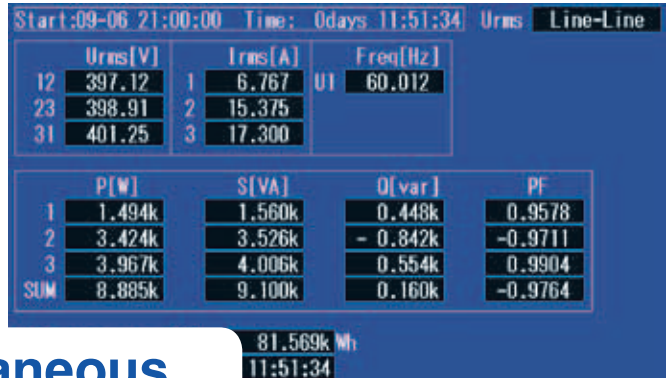 Start:09-06 21:00:00 Time: 0days 11:51:34 Urms Line-Line
Urms[V] Irms[A] Freq[Hz]
12 397.12 1 6.767 U1 60.012
23 398.91 2 15.375
31 401.25 3 17.300
P[W] S[VA] Q[var] PF
1 1.494k 1.560k 0.448k 0.9578
2 3.424k 3.526k - 0.842k -0.9711
3 3.967k 4.006k 0.554k 0.9904
SUM 8.885k 9.100k 0.160k -0.9764
81.569k Wh
11:51:34
aneous